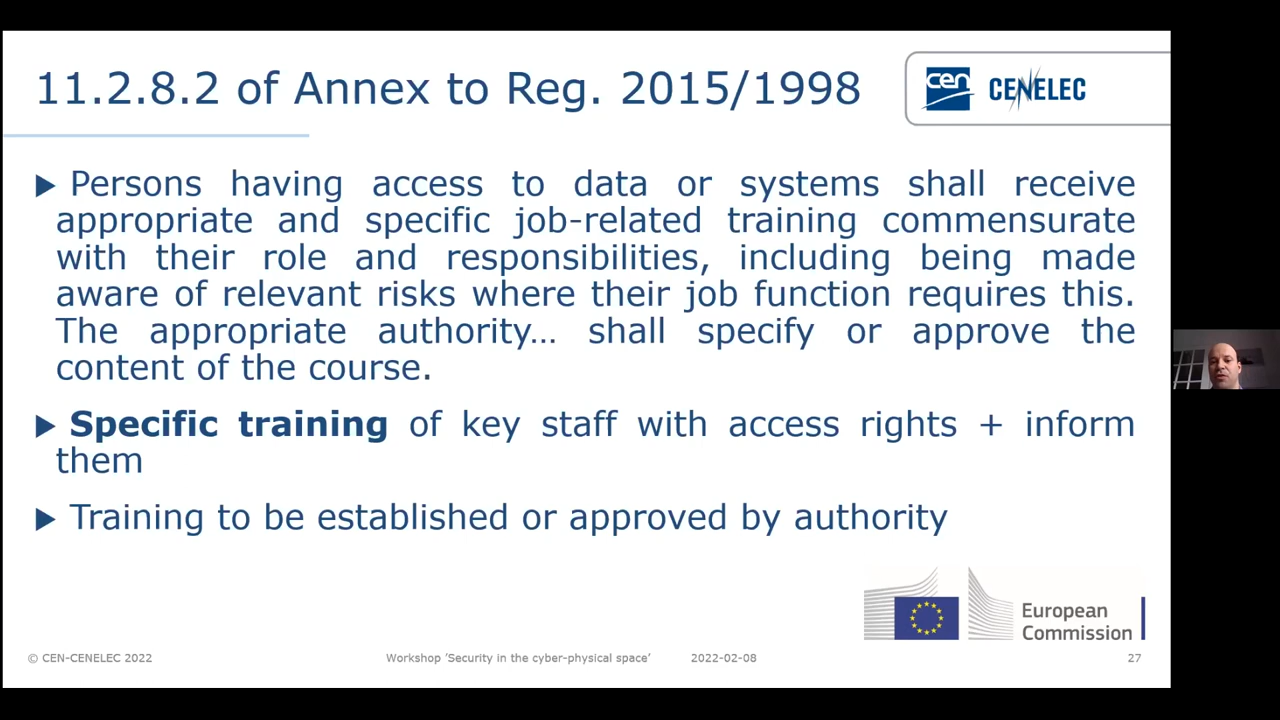 11.2.8.2 of Annex to Reg. 2015/1998
cen
CENELEC
▶ Persons having access to data or systems shall receive
appropriate and specific job-related training commensurate
with their role and responsibilities, including being made
aware of relevant risks where their job function requires this.
The appropriate authority… shall specify or approve the
content of the course.
▶ Specific training of key staff with access rights + inform
them
▶ Training to be established or approved by authority
European
Commission
© CEN-CENELEC 2022
Workshop ‘Security in the cyber-physical space’
2022-02-08
27